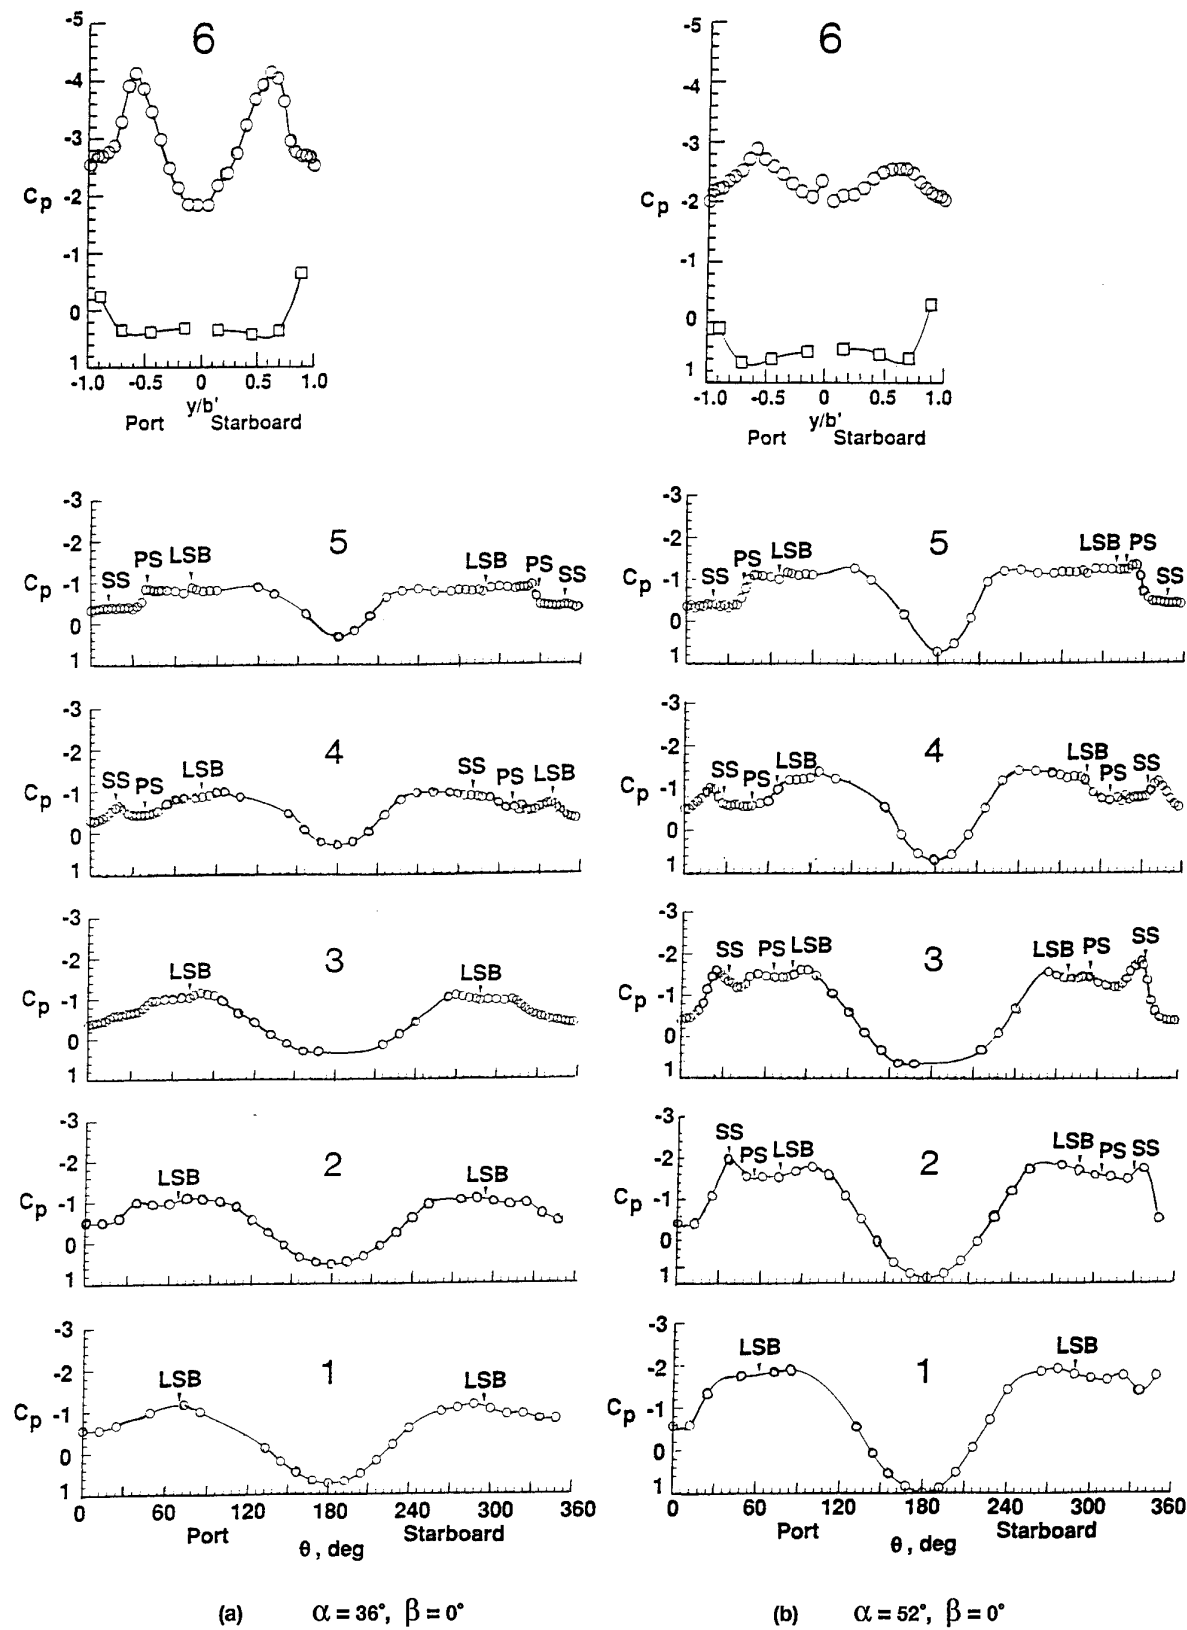 -5
6
-4
-3
Cp
-2
-1
0
1
-1.0 -0.5 0 0.5 1.0
y/b'
Port Starboard
-5
6
-4
-3
Cp
-2
-1
0
1
-1.0 -0.5 0 0.5 1.0
y/b'
Port Starboard
-3
-2
5
SS PS LSB LSB PS SS
Cp
-1
0
1
-3
-2
5
SS PS LSB LSB PS SS
Cp
-1
0
1
-3
-2
4
SS PS LSB SS PS LSB
Cp
-1
0
1
-3
-2
4
SS PS LSB LSB PS SS
Cp
-1
0
1
-3
-2
3
LSB LSB
Cp
-1
0
1
-3
-2
3
SS PS LSB LSB PS SS
Cp
-1
0
1
-3
-2
2
LSB LSB
Cp
-1
0
1
-3
-2
2
SS PS LSB LSB PS SS
Cp
-1
0
1
-3
-2
1
LSB LSB
Cp
-1
0
1
0 60 120 180 240 300 360
Port Starboard
θ, deg
-3
-2
1
LSB LSB
Cp
-1
0
1
0 60 120 180 240 300 360
Port Starboard
θ, deg
(a) α = 36°, β = 0°
(b) α = 52°, β = 0°